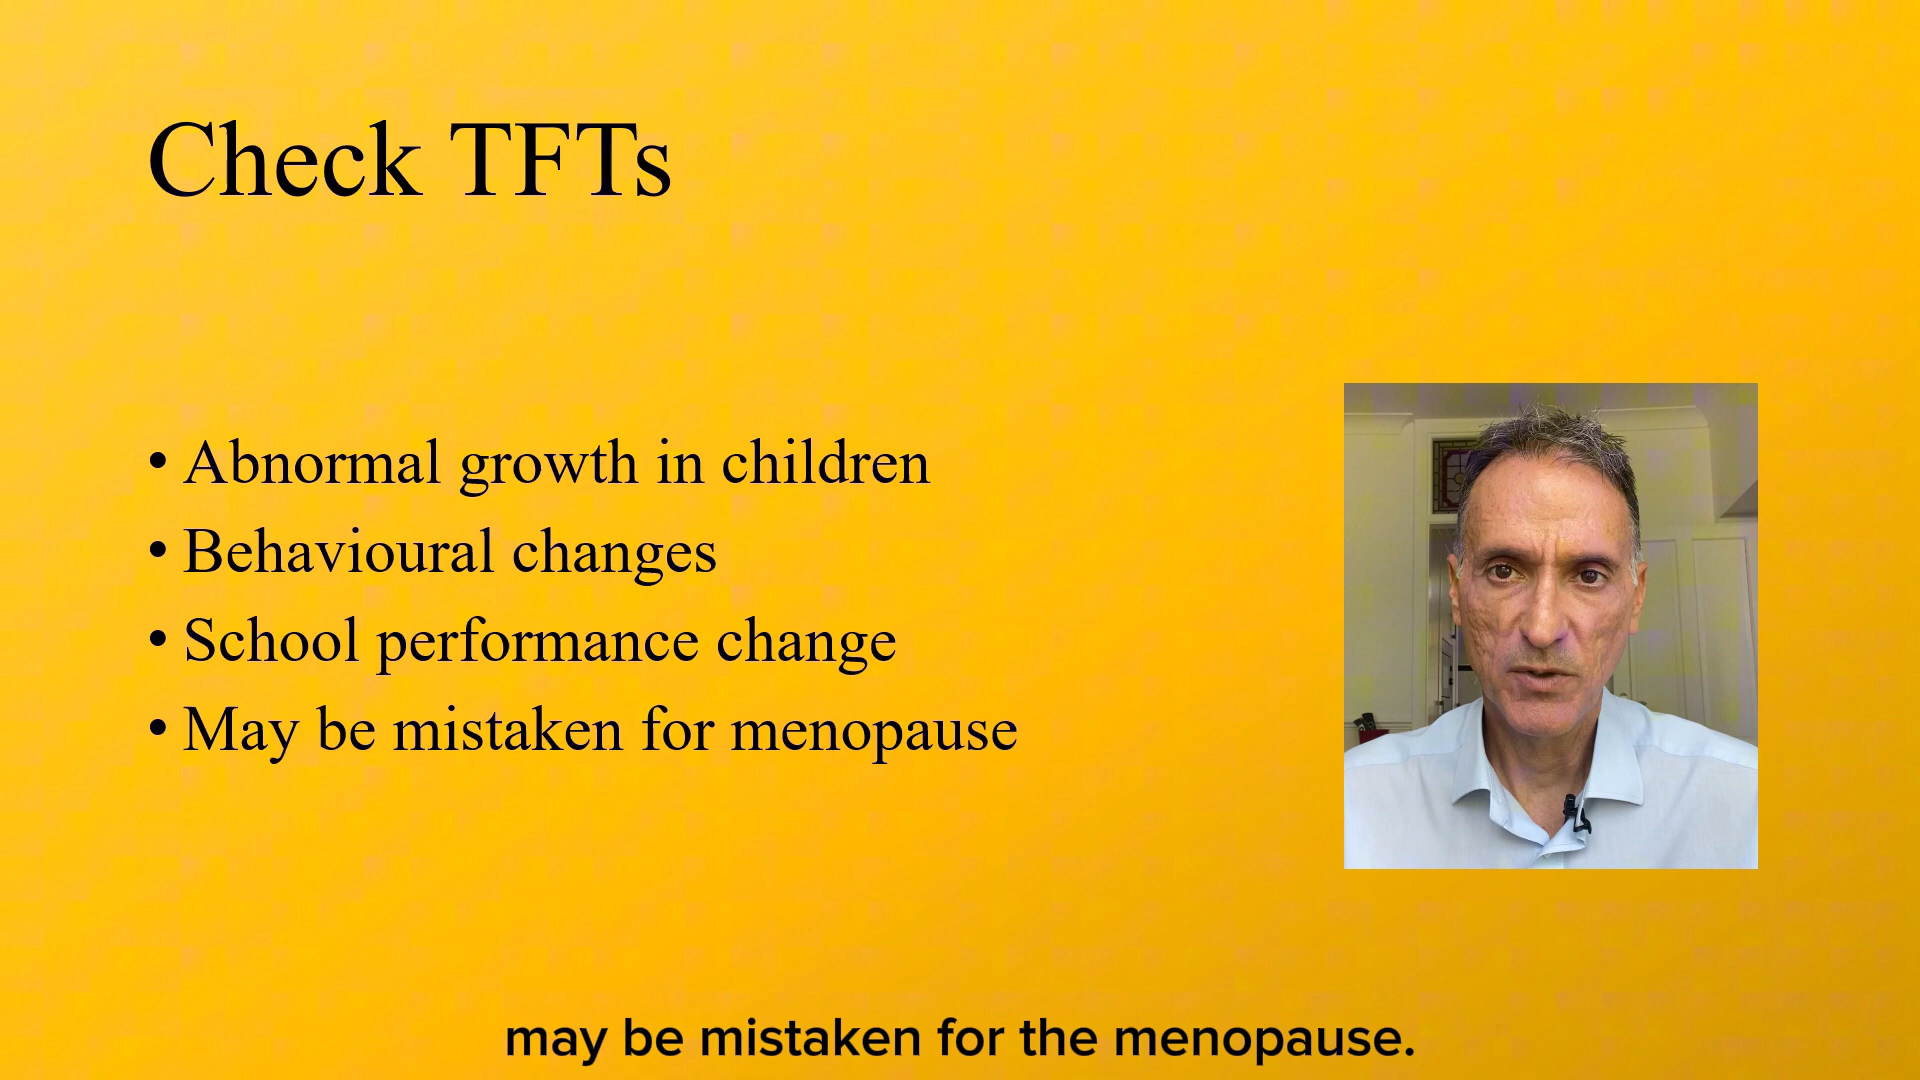 Check TFTs
• Abnormal growth in children
• Behavioural changes
• School performance change
• May be mistaken for menopause
may be mistaken for the menopause.